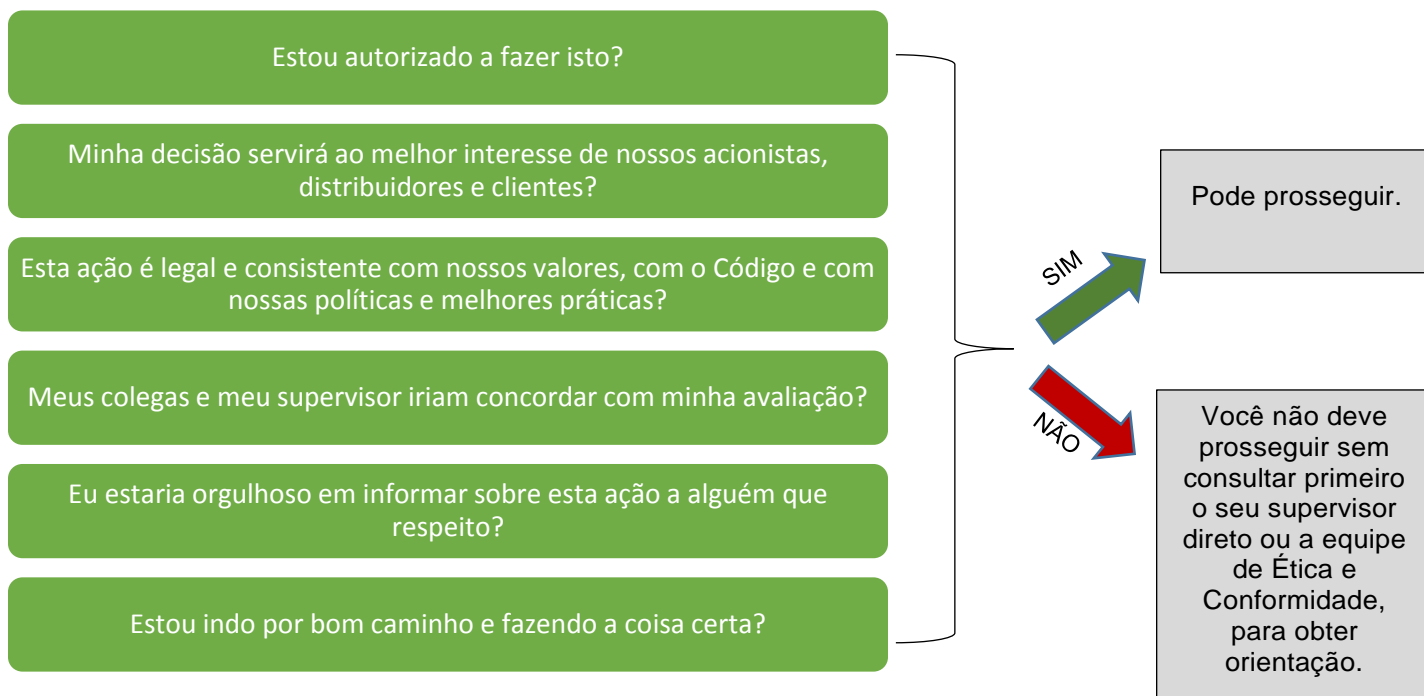 Estou autorizado a fazer isto?
Minha decisão servirá ao melhor interesse de nossos acionistas,
distribuidores e clientes?
Esta ação é legal e consistente com nossos valores, com o Código e com
nossas políticas e melhores práticas?
Meus colegas e meu supervisor iriam concordar com minha avaliação?
Eu estaria orgulhoso em informar sobre esta ação a alguém que
respeito?
Estou indo por bom caminho e fazendo a coisa certa?
SIM
NÃO
Pode prosseguir.
Você não deve
prosseguir sem
consultar primeiro
o seu supervisor
direto ou a equipe
de Ética e
Conformidade,
para obter
orientação.